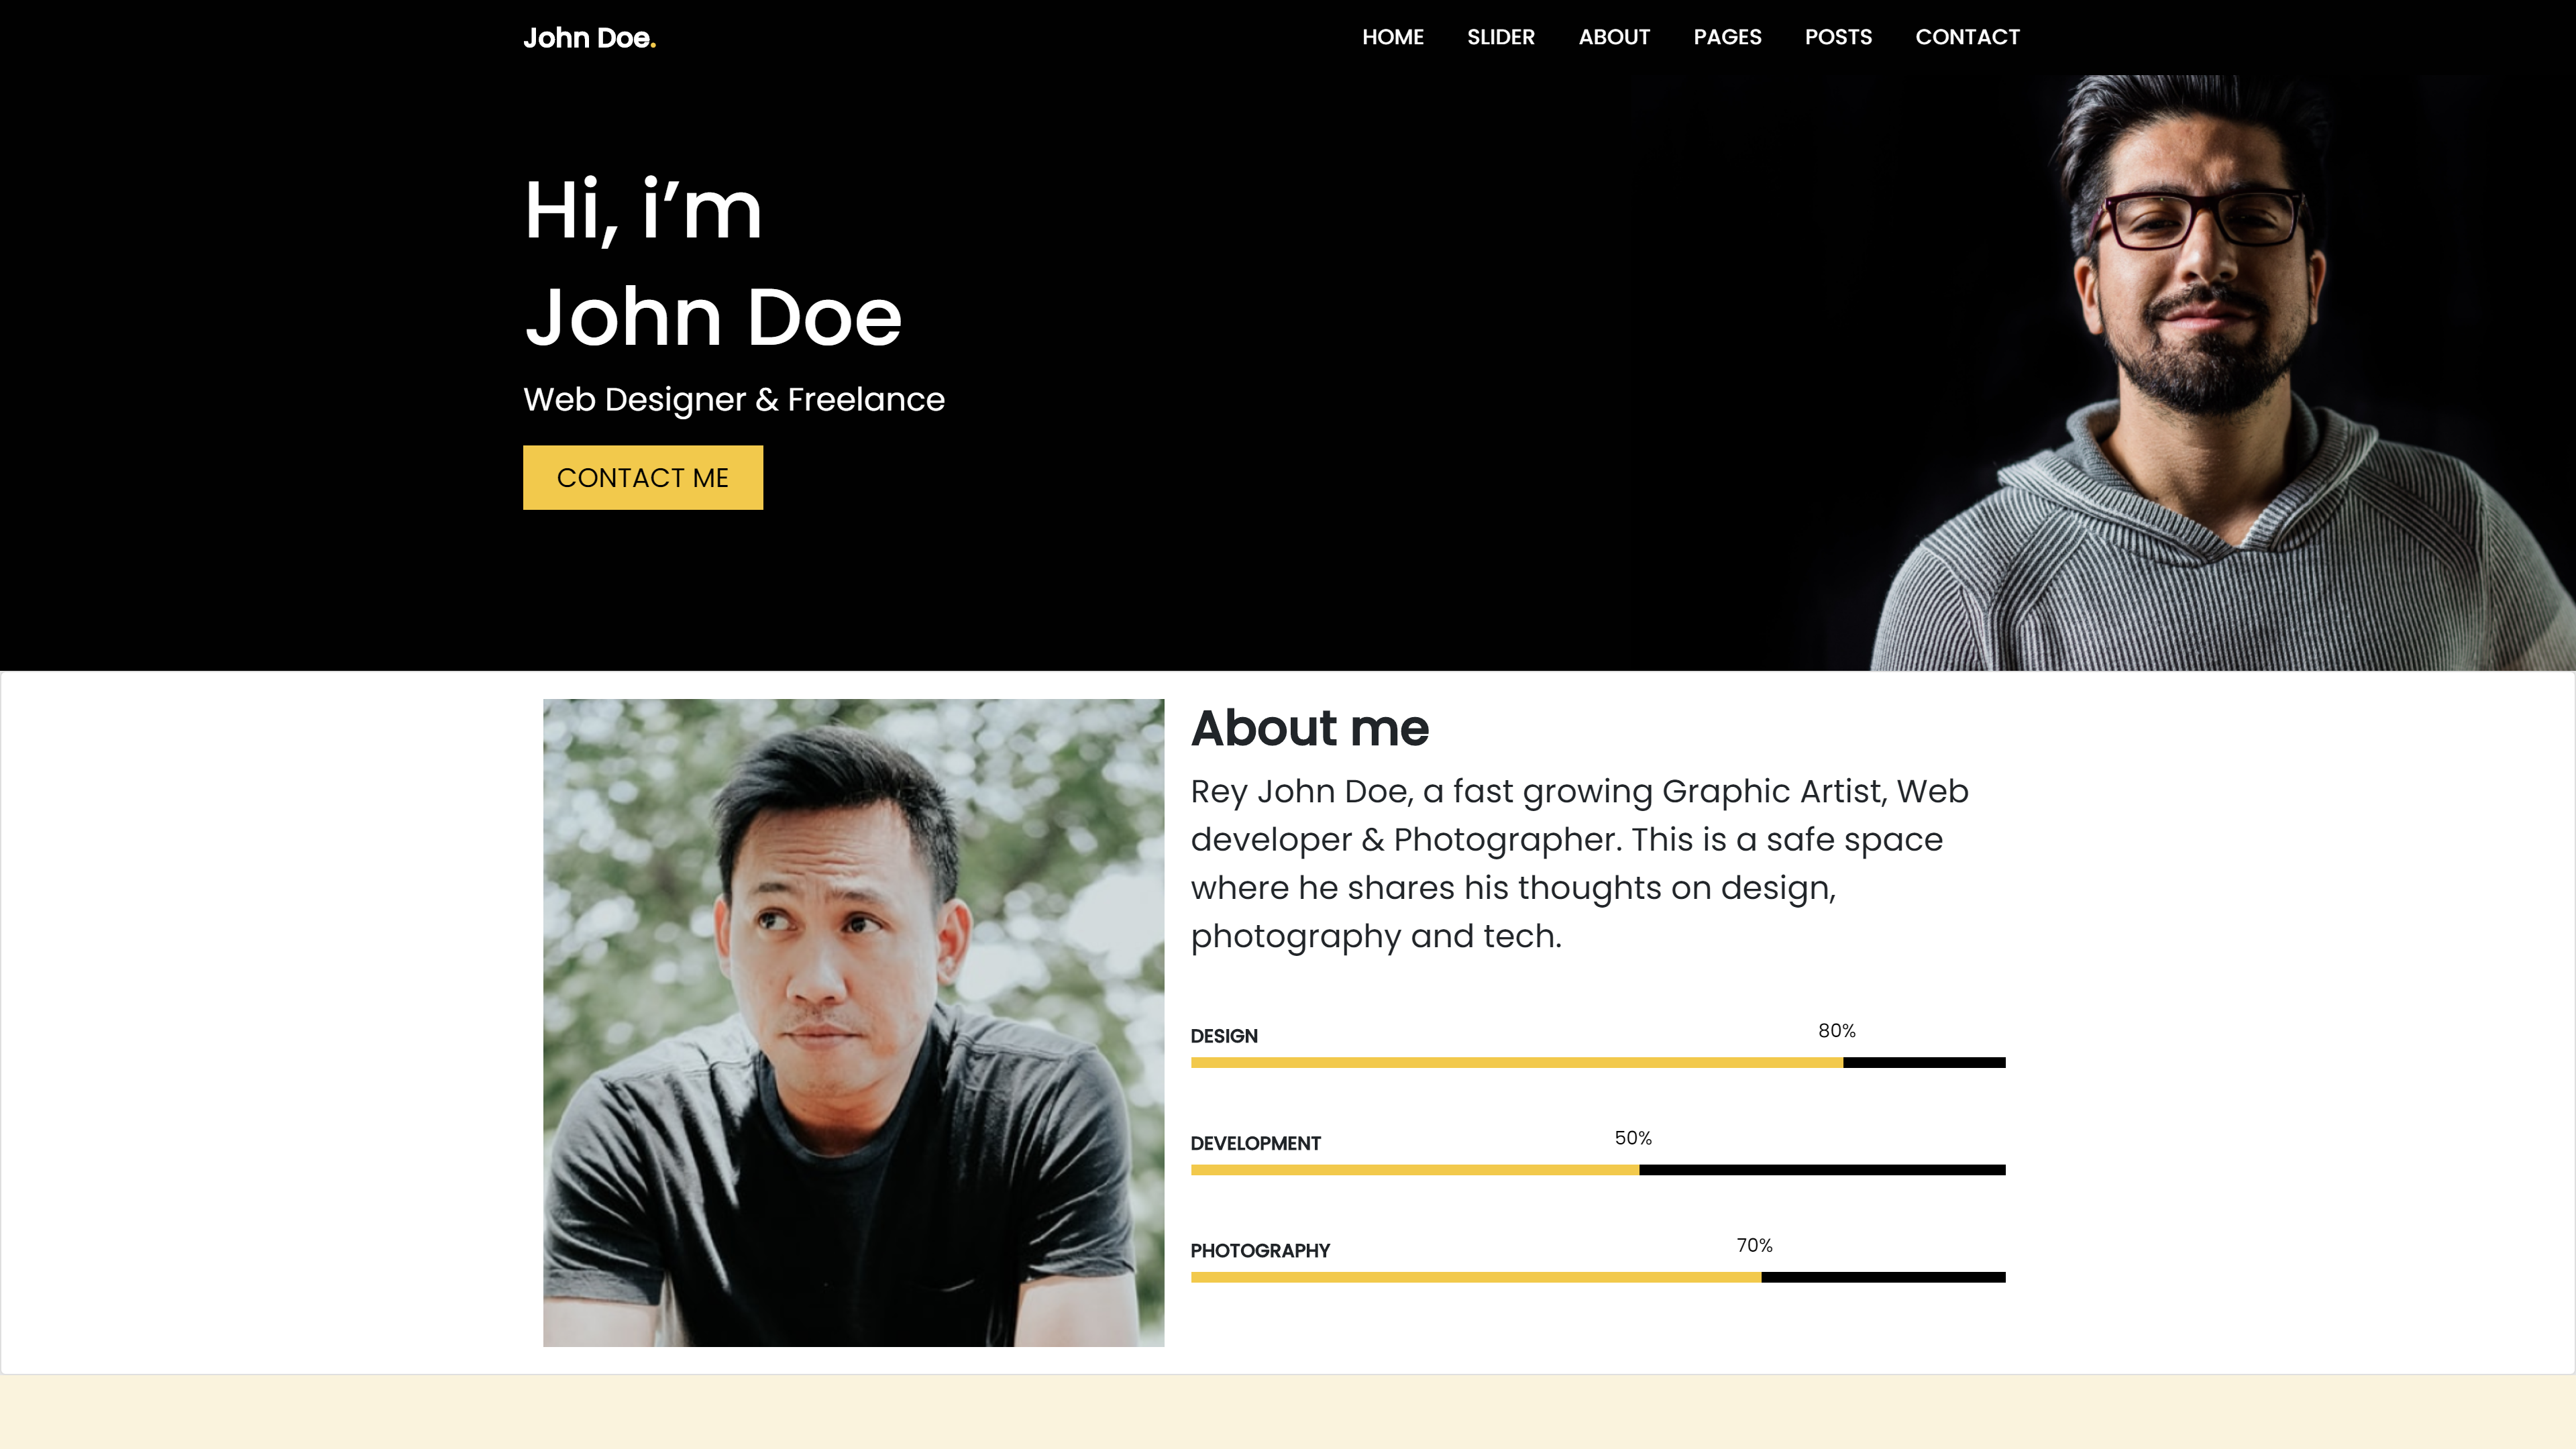 John Doe.
HOME SLIDER ABOUT PAGES POSTS CONTACT
Hi, i’m
John Doe
Web Designer & Freelance
CONTACT ME
About me
Rey John Doe, a fast growing Graphic Artist, Web
developer & Photographer. This is a safe space
where he shares his thoughts on design,
photography and tech.
DESIGN 80%
DEVELOPMENT 50%
PHOTOGRAPHY 70%